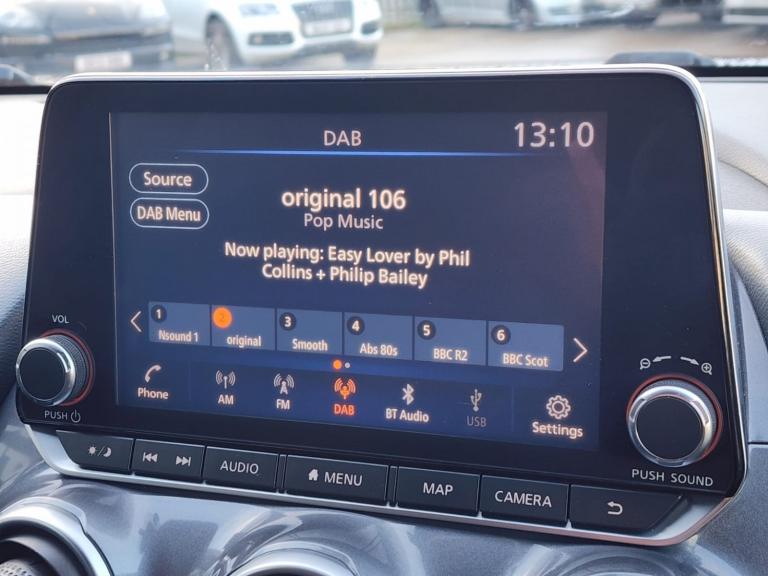 DAB
13:10
Source
DAB Menu
original 106
Pop Music
Now playing: Easy Lover by Phil
Collins + Philip Bailey
1 Nsound 1
2 original
3 Smooth
4 Abs 80s
5 BBC R2
6 BBC Scot
Phone
AM
FM
DAB
BT Audio
USB
Settings
VOL
PUSH
PUSH SOUND
AUDIO
MENU
MAP
CAMERA